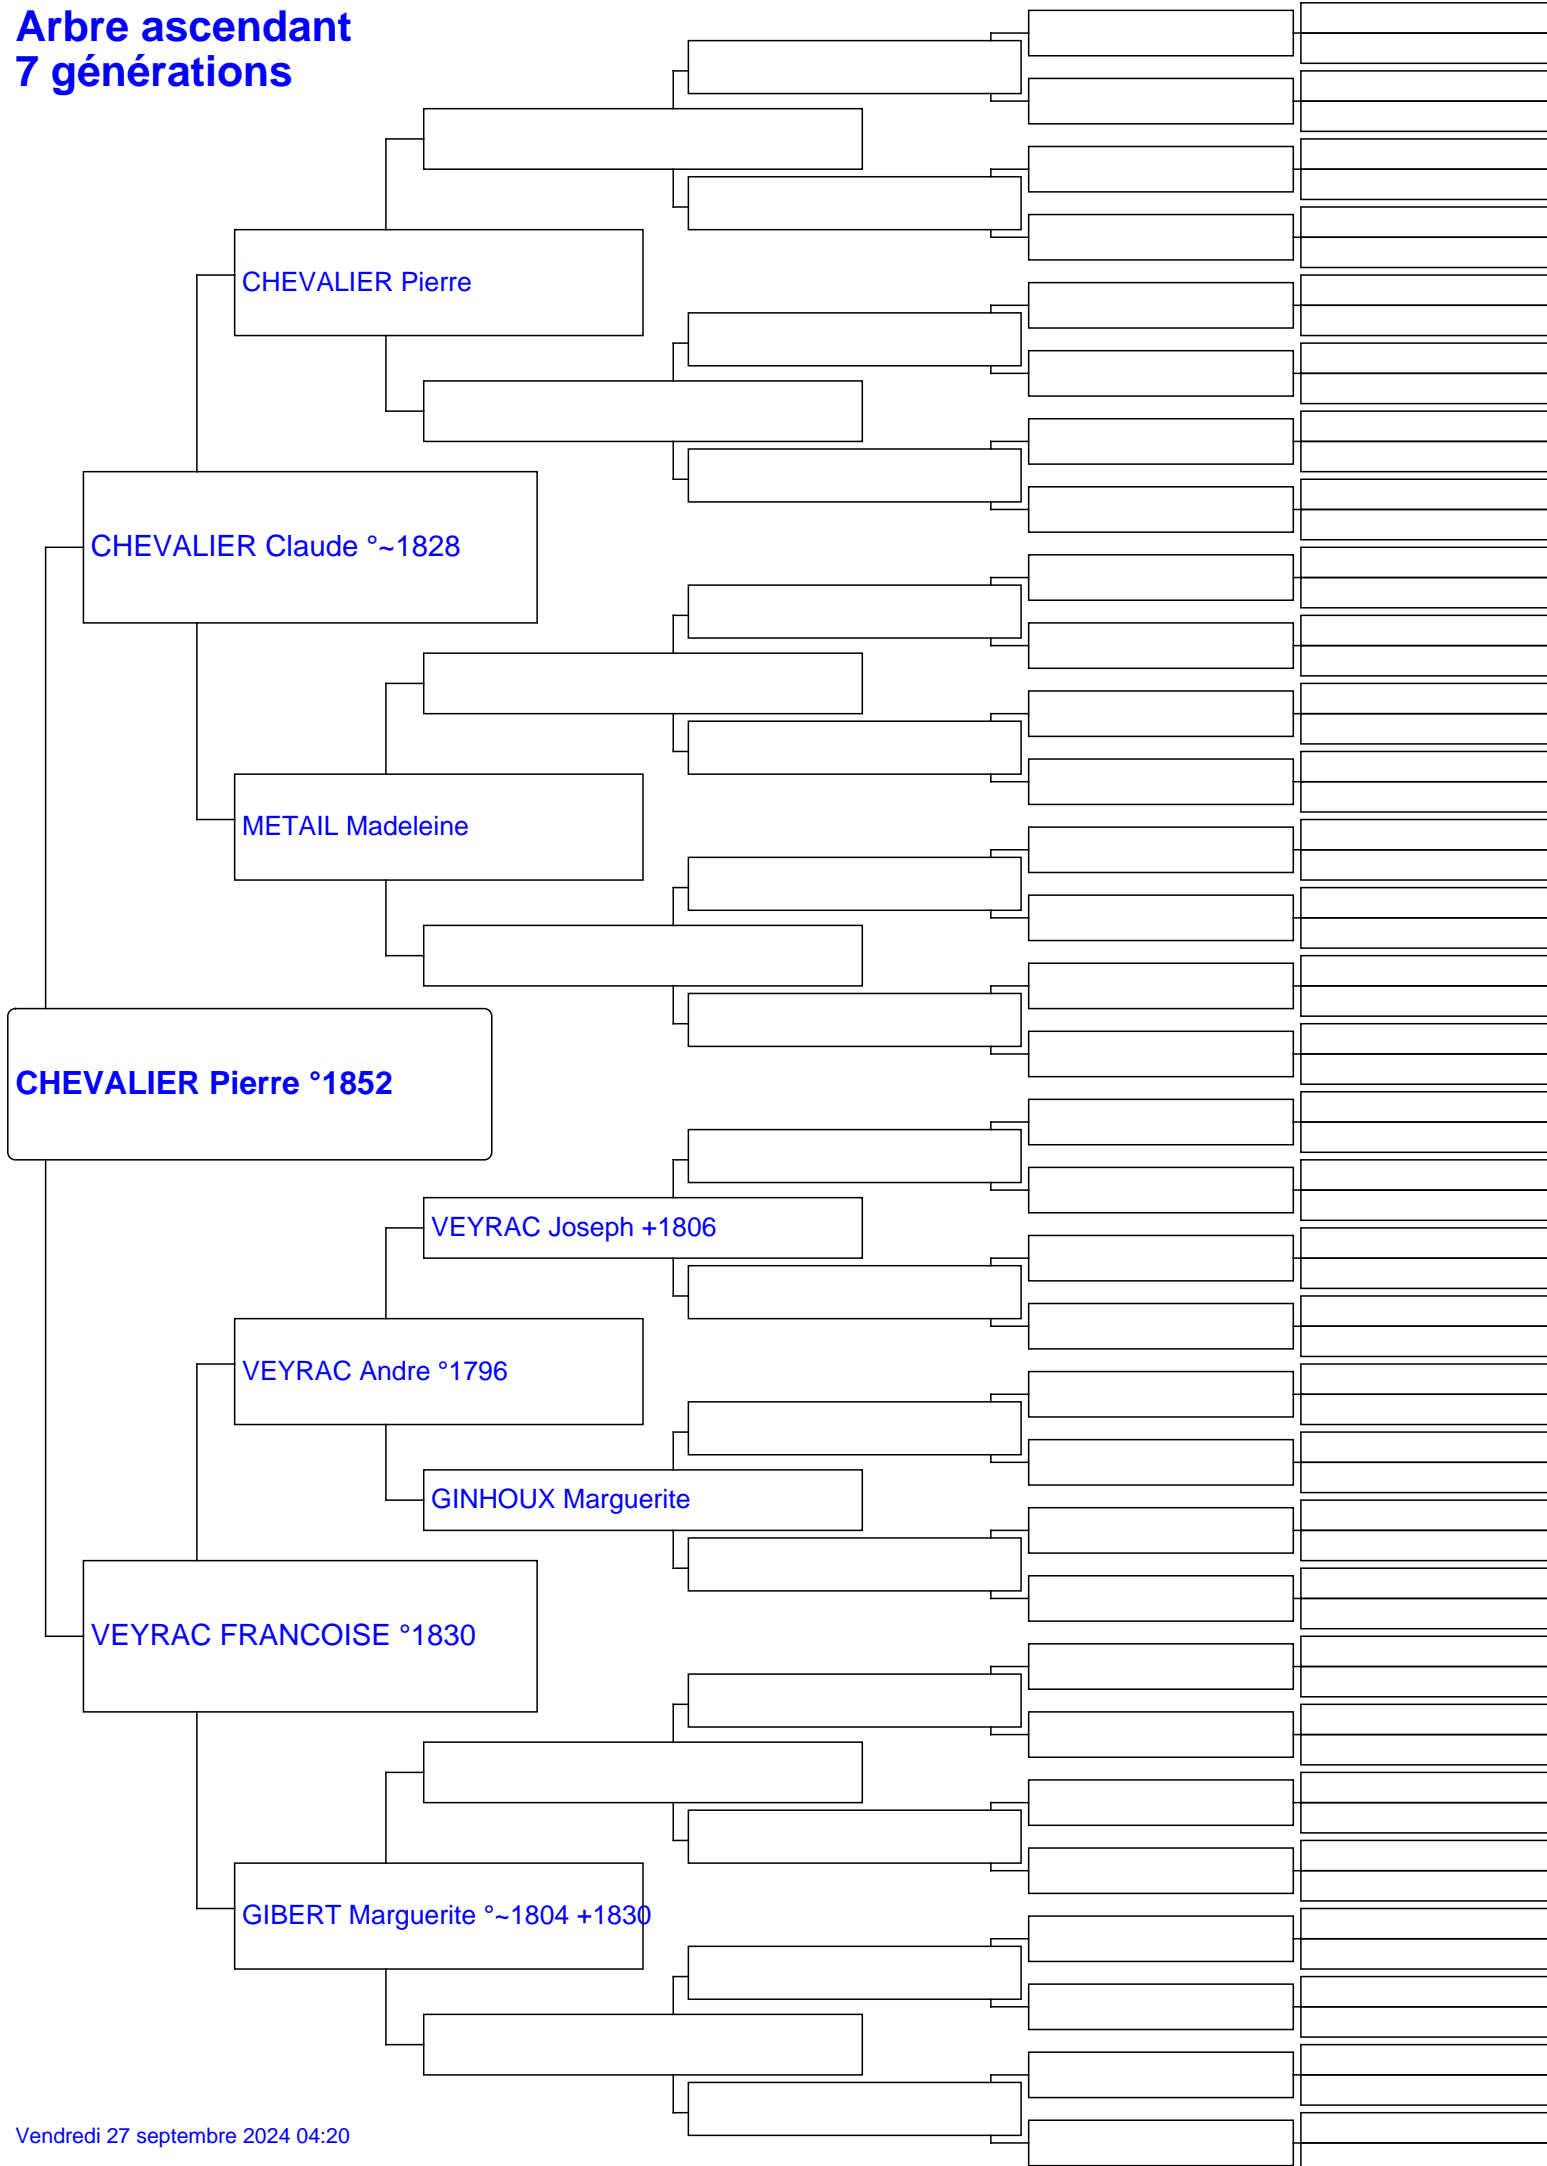 Arbre ascendant
7 générations
CHEVALIER Pierre
CHEVALIER Claude °~1828
METAIL Madeleine
CHEVALIER Pierre °1852
VEYRAC Joseph +1806
VEYRAC Andre °1796
GINHOUX Marguerite
VEYRAC FRANCOISE °1830
GIBERT Marguerite °~1804 +1830
Vendredi 27 septembre 2024 04:20